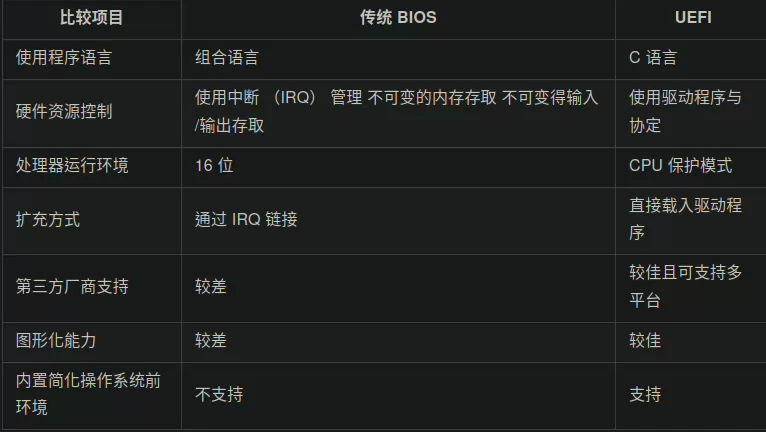 比较项目 传统 BIOS UEFI
使用程序语言 组合语言 C 语言
硬件资源控制 使用中断 （IRQ） 管理 不可变的内存存取 不可变得输入 使用驱动程序与
/输出存取 协定
处理器运行环境 16 位 CPU 保护模式
扩充方式 通过 IRQ 链接 直接载入驱动程
序
第三方厂商支持 较差 较佳且可支持多
平台
图形化能力 较差 较佳
内置简化操作系统前 不支持 支持
环境